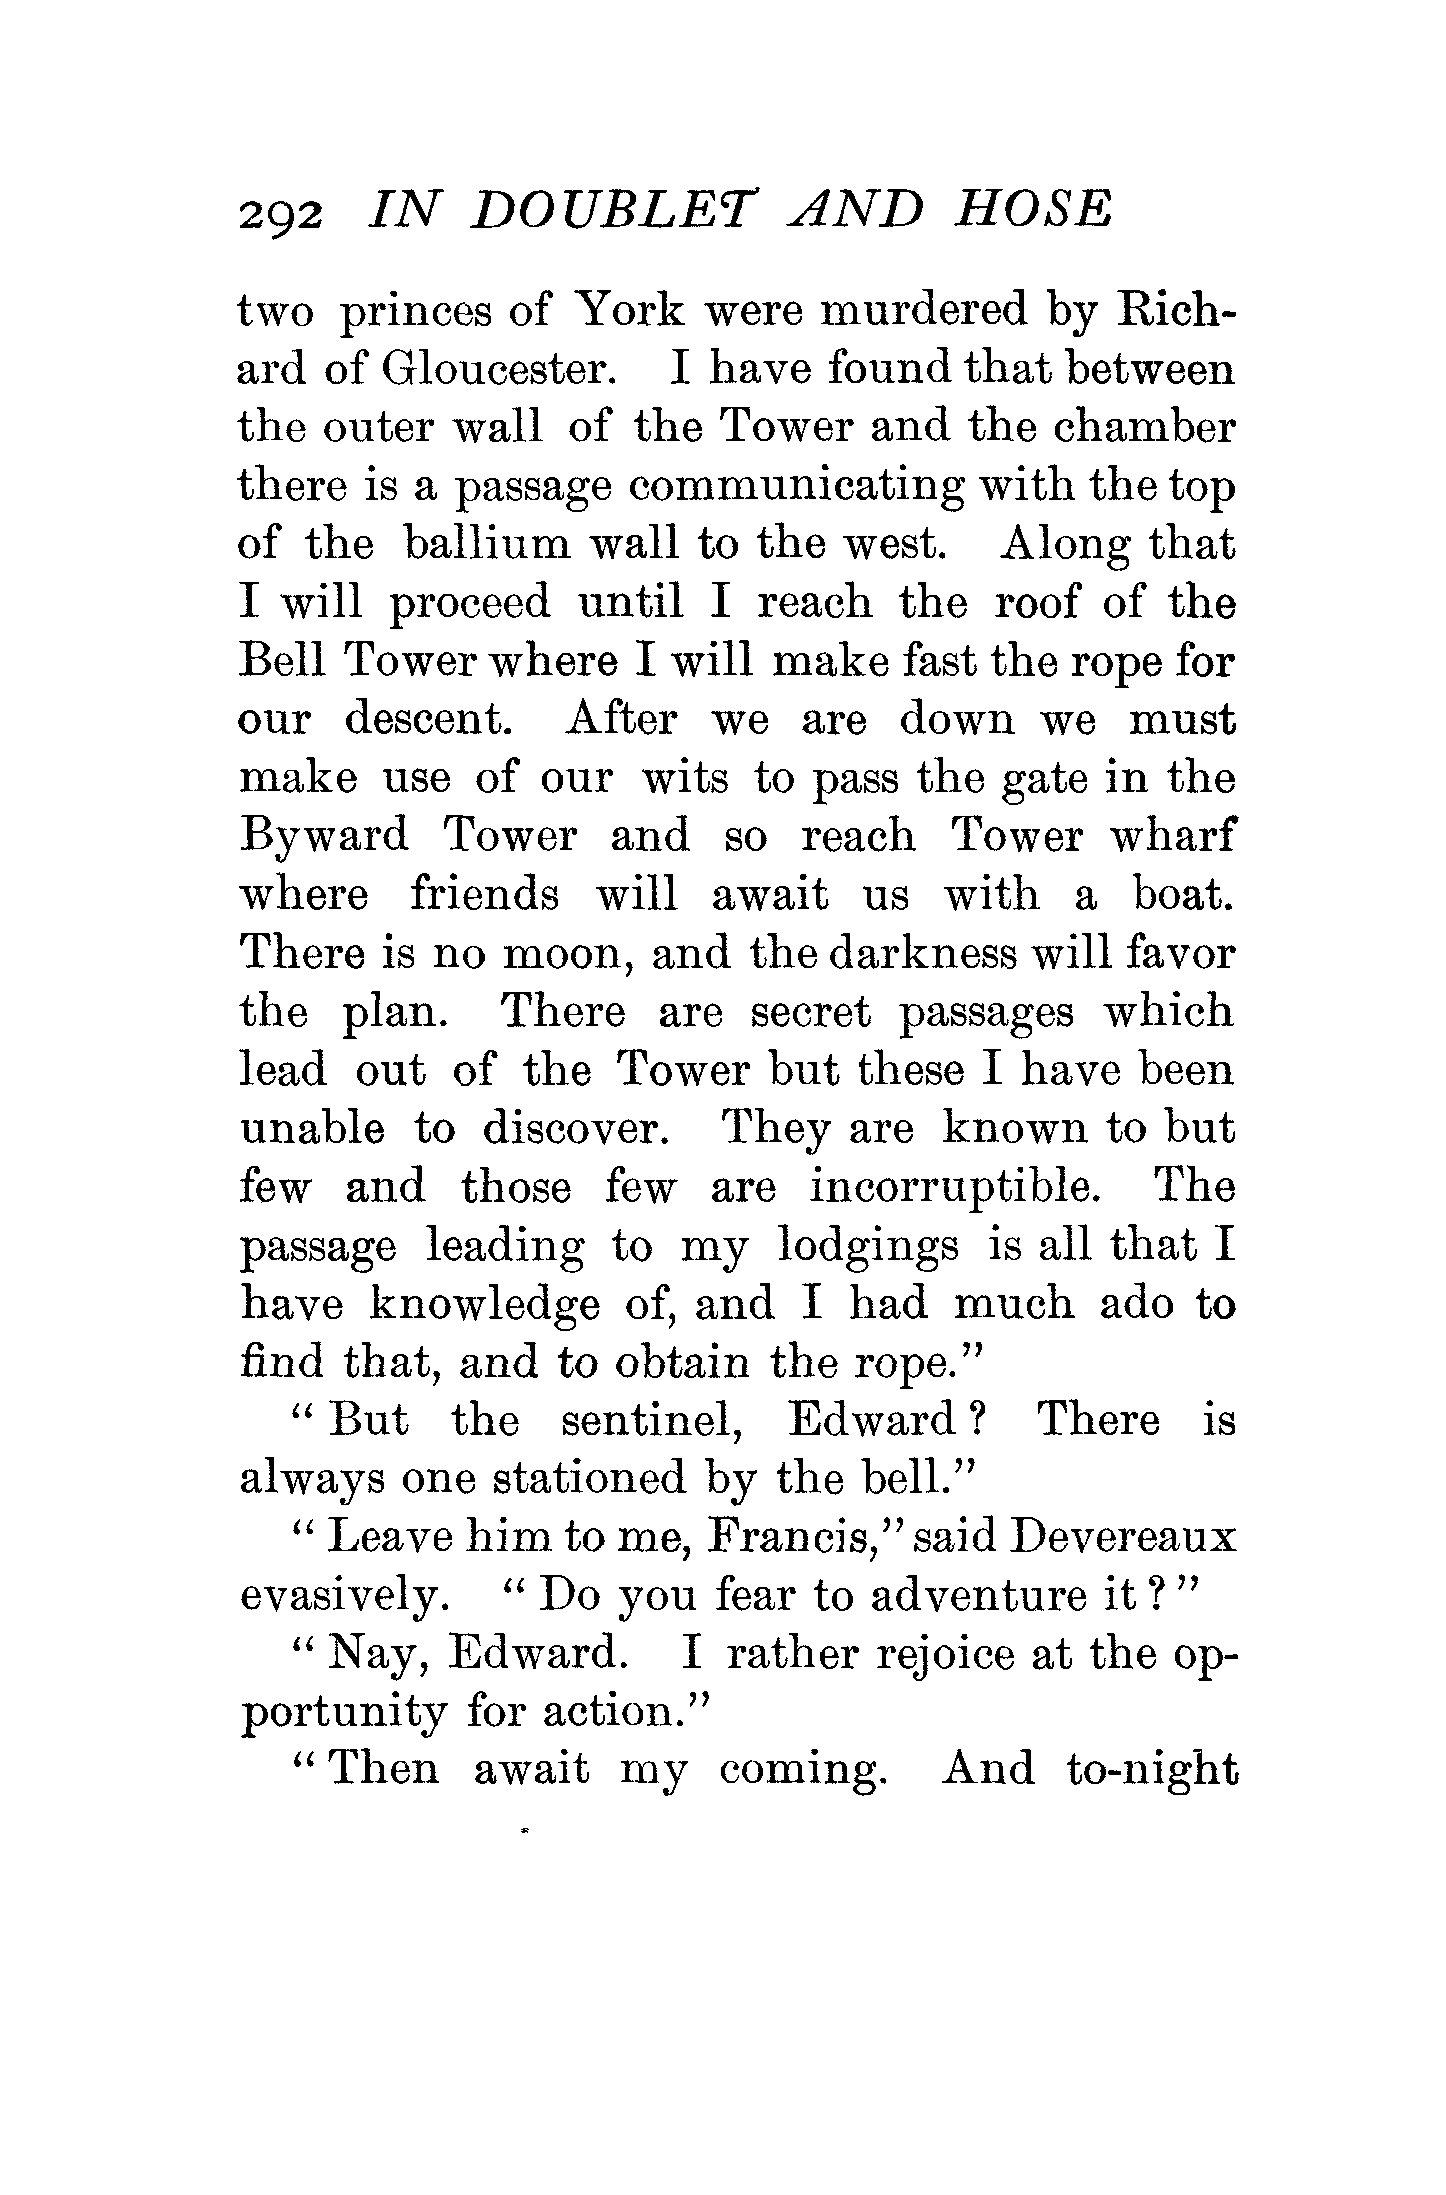 292 IN DOUBLET AND HOSE
two princes of York were murdered by Rich-
ard of Gloucester. I have found that between
the outer wall of the Tower and the chamber
there is a passage communicating with the top
of the ballium wall to the west. Along that
I will proceed until I reach the roof of the
Bell Tower where I will make fast the rope for
our descent. After we are down we must
make use of our wits to pass the gate in the
Byward Tower and so reach Tower wharf
where friends will await us with a boat.
There is no moon, and the darkness will favor
the plan. There are secret passages which
lead out of the Tower but these I have been
unable to discover. They are known to but
few and those few are incorruptible. The
passage leading to my lodgings is all that I
have knowledge of, and I had much ado to
find that, and to obtain the rope.”
“ But the sentinel, Edward ? There is
always one stationed by the bell.”
“ Leave him to me, Francis,” said Devereaux
evasively. “ Do you fear to adventure it ? ”
“ Nay, Edward. I rather rejoice at the op-
portunity for action.”
“ Then await my coming. And to-night